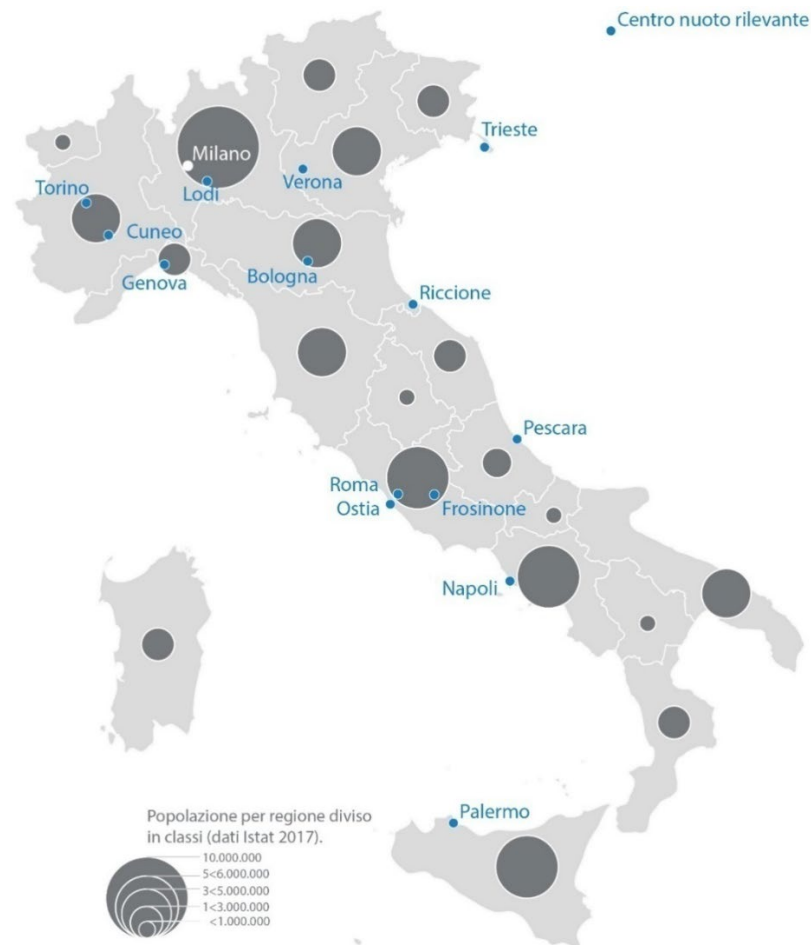 Centro nuoto rilevante
Trieste
Milano
Verona
Lodi
Torino
Cuneo
Bologna
Genova
Riccione
Pescara
Roma
Ostia
Frosinone
Napoli
Palermo
Popolazione per regione diviso
in classi (dati Istat 2017).
10.000.000
5<6.000.000
3<5.000.000
1<3.000.000
<1.000.000